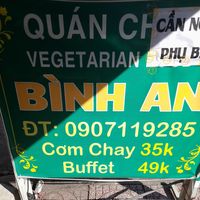 QUÁN CH
VEGETARIAN
BÌNH AN
ĐT: 0907119285
Cơm Chay 35k
Buffet 49k
CẦN N
PHỤ B